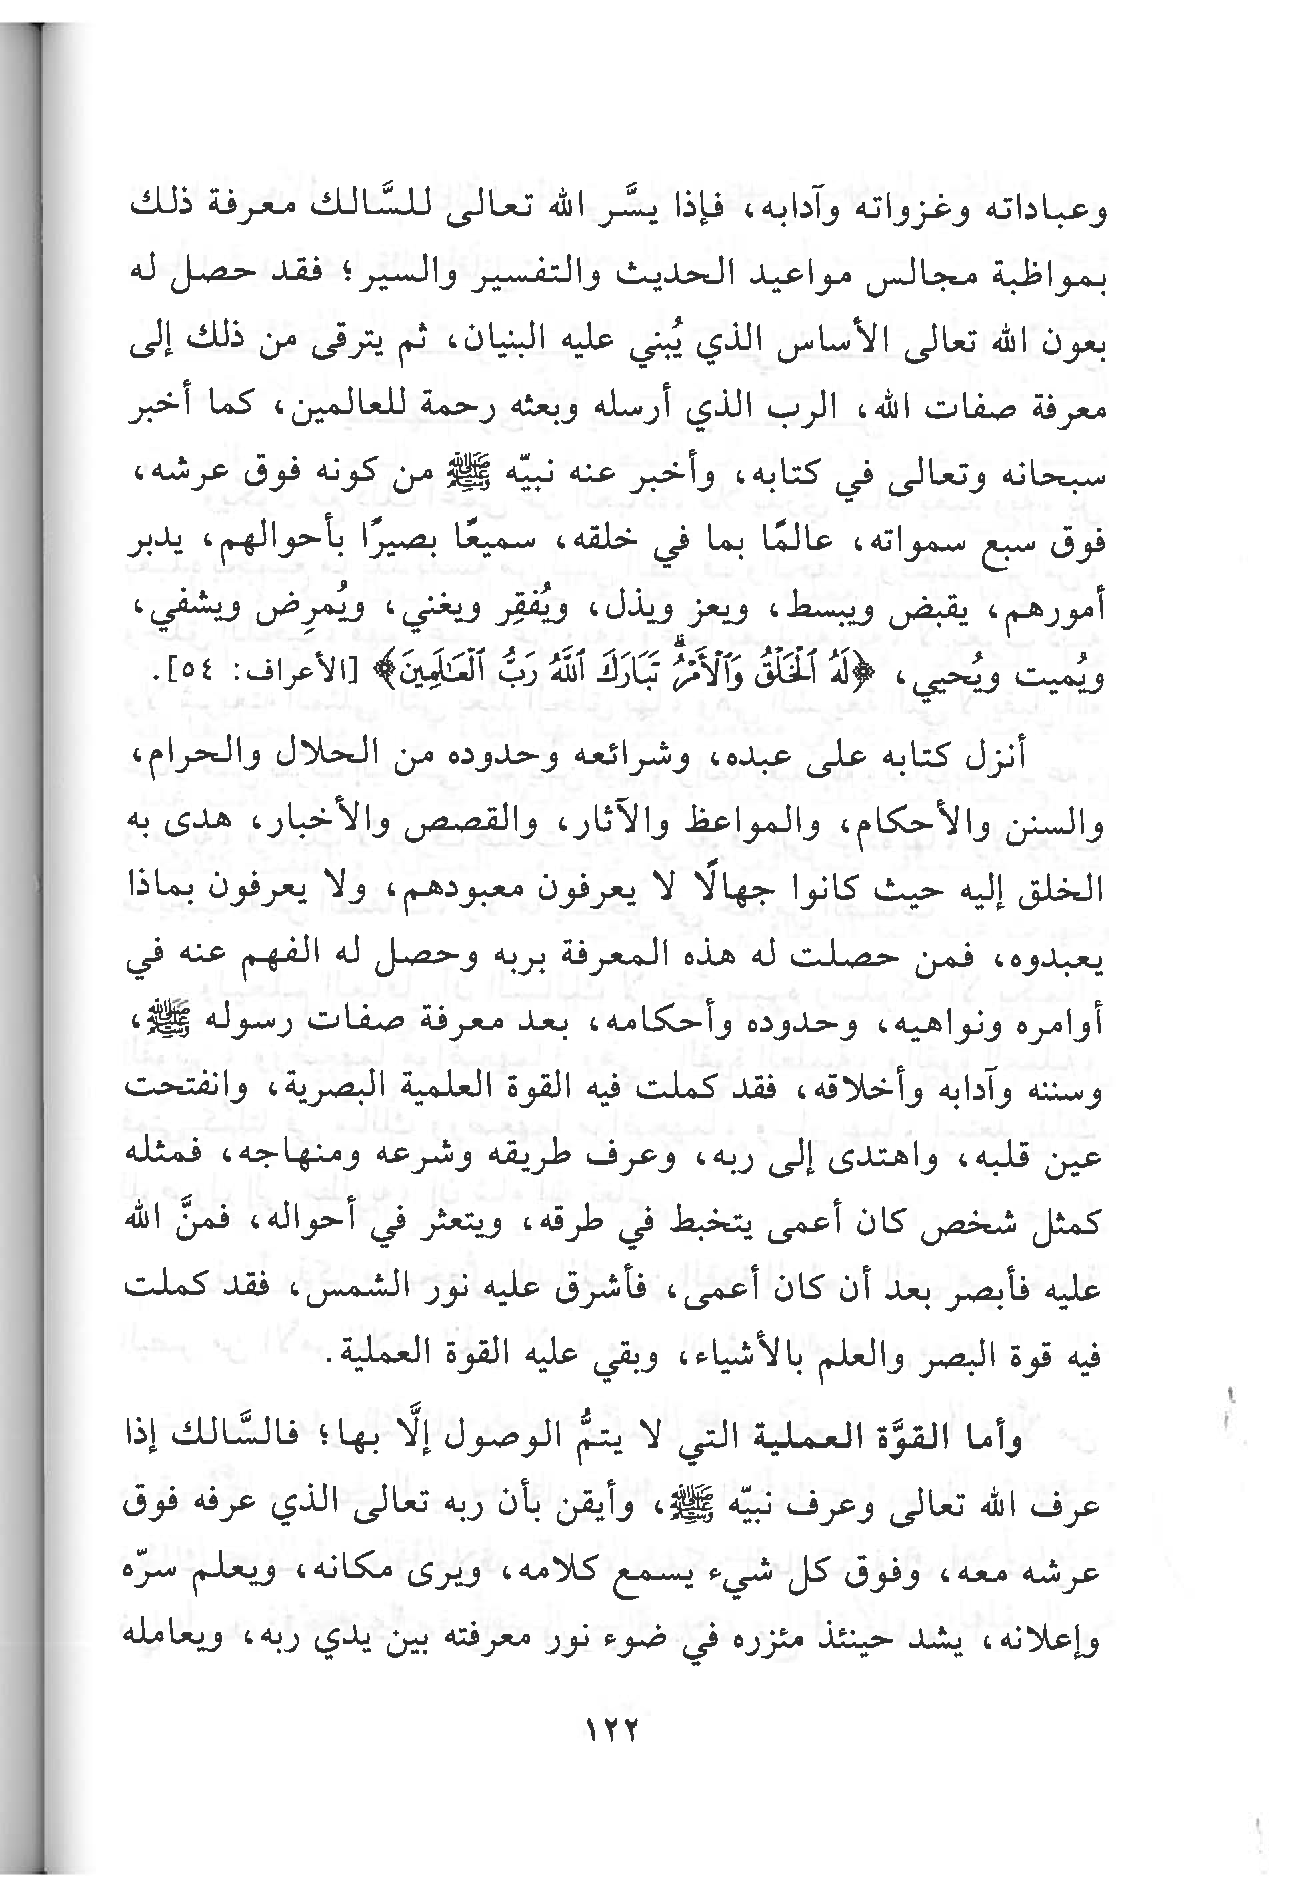 وعباداته وغزواته وآدابه، فإذا يسَّر الله تعالى للسَّالك معرفة ذلك
بمواظبة مجالس مواعيد الحديث والتفسير والسير؛ فقد حصل له
بعون الله تعالى الأساس الذي يُبني عليه البنيان، ثم يترقى من ذلك إلى
معرفة صفات الله، الرب الذي أرسله وبعثه رحمة للعالمين، كما أخبر
سبحانه وتعالى في كتابه، وأخبر عنه نبيّه ﷺ من كونه فوق عرشه،
فوق سبع سمواته، عالمًا بما في خلقه، سميعًا بصيرًا بأحوالهم، يدبر
أمورهم، يقبض ويبسط، ويعز ويذل، ويُفقِر ويغني، ويُمرِض ويشفي،
ويُميت ويُحيي، ﴿لَهُ ٱلْخَلْقُ وَٱلْأَمْرُۗ تَبَارَكَ ٱللَّهُ رَبُّ ٱلْعَـٰلَمِينَ﴾ [الأعراف: ٥٤].
أنزل كتابه على عبده، وشرائعه وحدوده من الحلال والحرام،
والسنن والأحكام، والمواعظ والآثار، والقصص والأخبار، هدى به
الخلق إليه حيث كانوا جهالًا لا يعرفون معبودهم، ولا يعرفون بماذا
يعبدوه، فمن حصلت له هذه المعرفة بربه وحصل له الفهم عنه في
أوامره ونواهيه، وحدوده وأحكامه، بعد معرفة صفات رسوله ﷺ،
وسننه وآدابه وأخلاقه، فقد كملت فيه القوة العلمية البصرية، وانفتحت
عين قلبه، واهتدى إلى ربه، وعرف طريقه وشرعه ومنهاجه، فمثله
كمثل شخص كان أعمى يتخبط في طرقه، ويتعثر في أحواله، فمنَّ الله
عليه فأبصر بعد أن كان أعمى، فأشرق عليه نور الشمس، فقد كملت
فيه قوة البصر والعلم بالأشياء، وبقي عليه القوة العملية.
وأما القوَّة العملية التي لا يتمُّ الوصول إلَّا بها؛ فالسَّالك إذا
عرف الله تعالى وعرف نبيّه ﷺ، وأيقن بأن ربه تعالى الذي عرفه فوق
عرشه معه، وفوق كل شيء يسمع كلامه، ويرى مكانه، ويعلم سرّه
وإعلانه، يشد حينئذ مئزره في ضوء نور معرفته بين يدي ربه، ويعامله
١٢٢